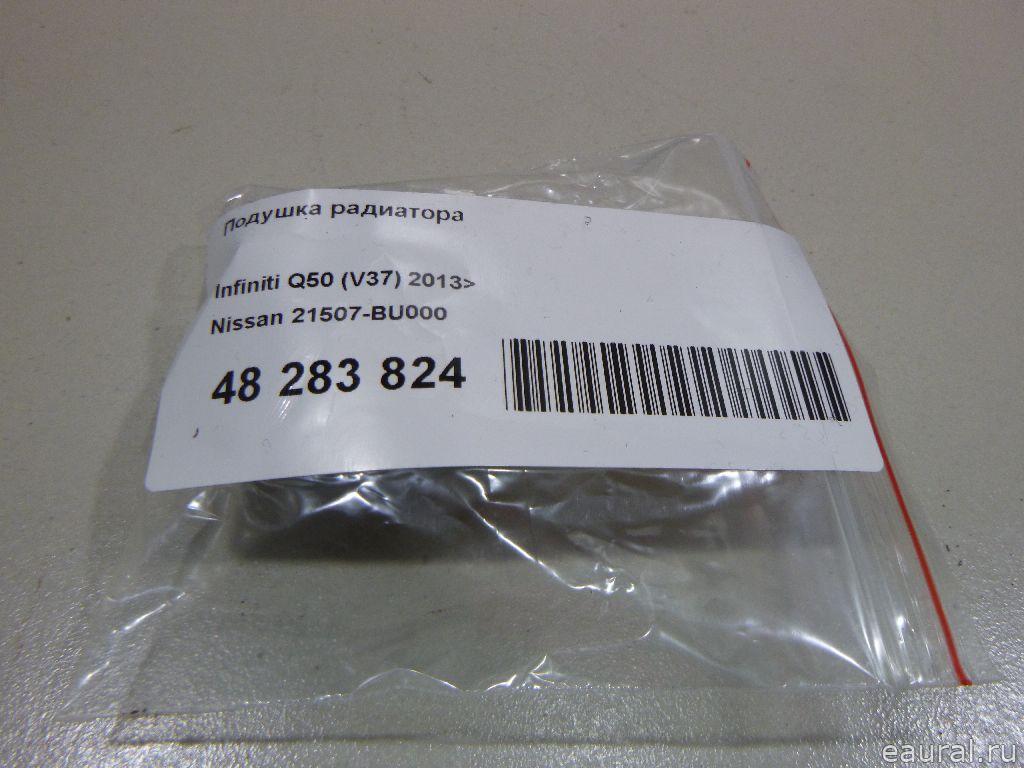 Подушка радиатора
Infiniti Q50 (V37) 2013>
Nissan 21507-BU000
48 283 824
eaural.ru